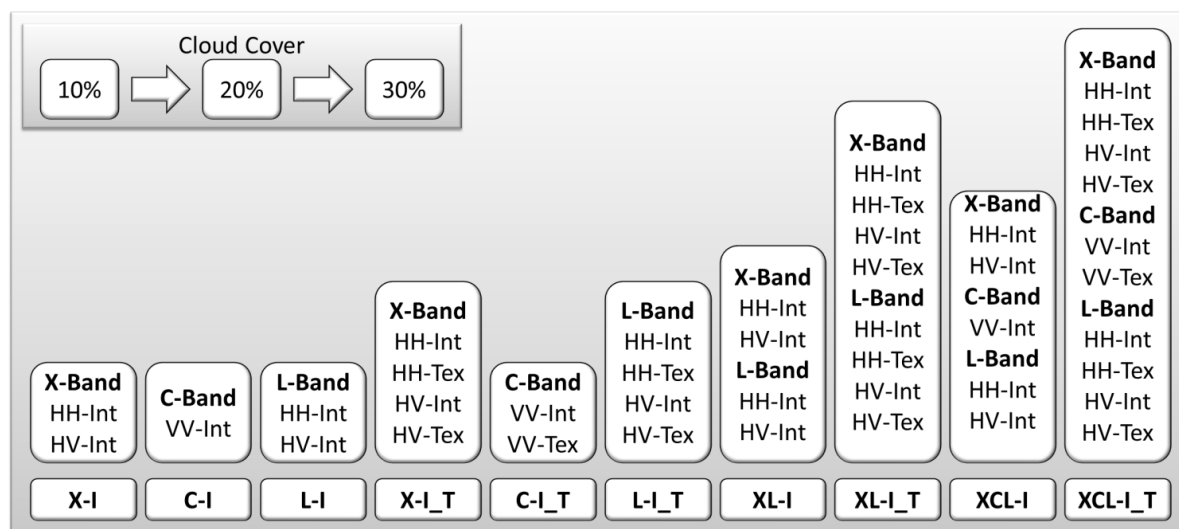 Cloud Cover
10%
20%
30%
X-Band
HH-Int
HV-Int
C-Band
VV-Int
L-Band
HH-Int
HV-Int
X-Band
HH-Int
HH-Tex
HV-Int
HV-Tex
C-Band
VV-Int
VV-Tex
L-Band
HH-Int
HH-Tex
HV-Int
HV-Tex
X-Band
HH-Int
HV-Int
L-Band
HH-Int
HV-Int
X-Band
HH-Int
HH-Tex
HV-Int
HV-Tex
L-Band
HH-Int
HH-Tex
HV-Int
HV-Tex
X-Band
HH-Int
HV-Int
C-Band
VV-Int
L-Band
HH-Int
HV-Int
X-Band
HH-Int
HH-Tex
HV-Int
HV-Tex
C-Band
VV-Int
VV-Tex
L-Band
HH-Int
HH-Tex
HV-Int
HV-Tex
X-I
C-I
L-I
X-I_T
C-I_T
L-I_T
XL-I
XL-I_T
XCL-I
XCL-I_T